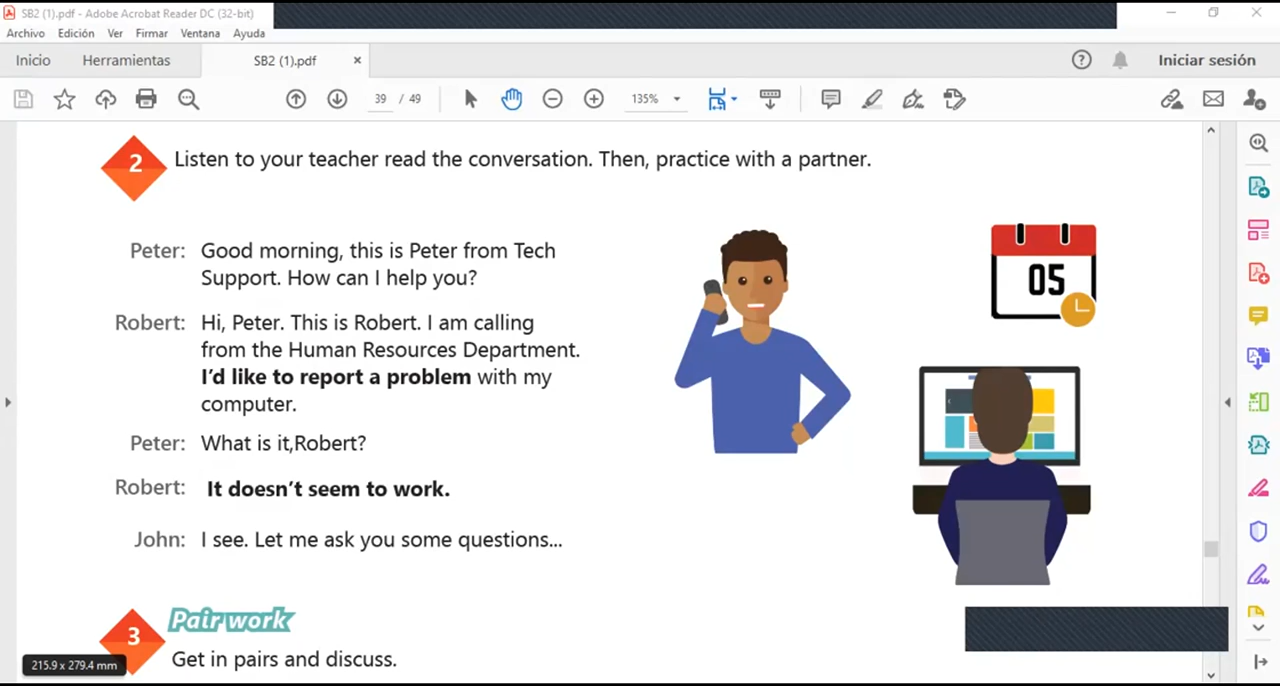 SB2 (1).pdf - Adobe Acrobat Reader DC (32-bit)
Archivo Edición Ver Firmar Ventana Ayuda
Inicio Herramientas SB2 (1).pdf × Iniciar sesión
39 / 49 135%
2 Listen to your teacher read the conversation. Then, practice with a partner.
Peter: Good morning, this is Peter from Tech
Support. How can I help you?
Robert: Hi, Peter. This is Robert. I am calling
from the Human Resources Department.
I'd like to report a problem with my
computer.
Peter: What is it,Robert?
Robert: It doesn't seem to work.
John: I see. Let me ask you some questions...
05
3 Pair work
Get in pairs and discuss.
215.9 x 279.4 mm